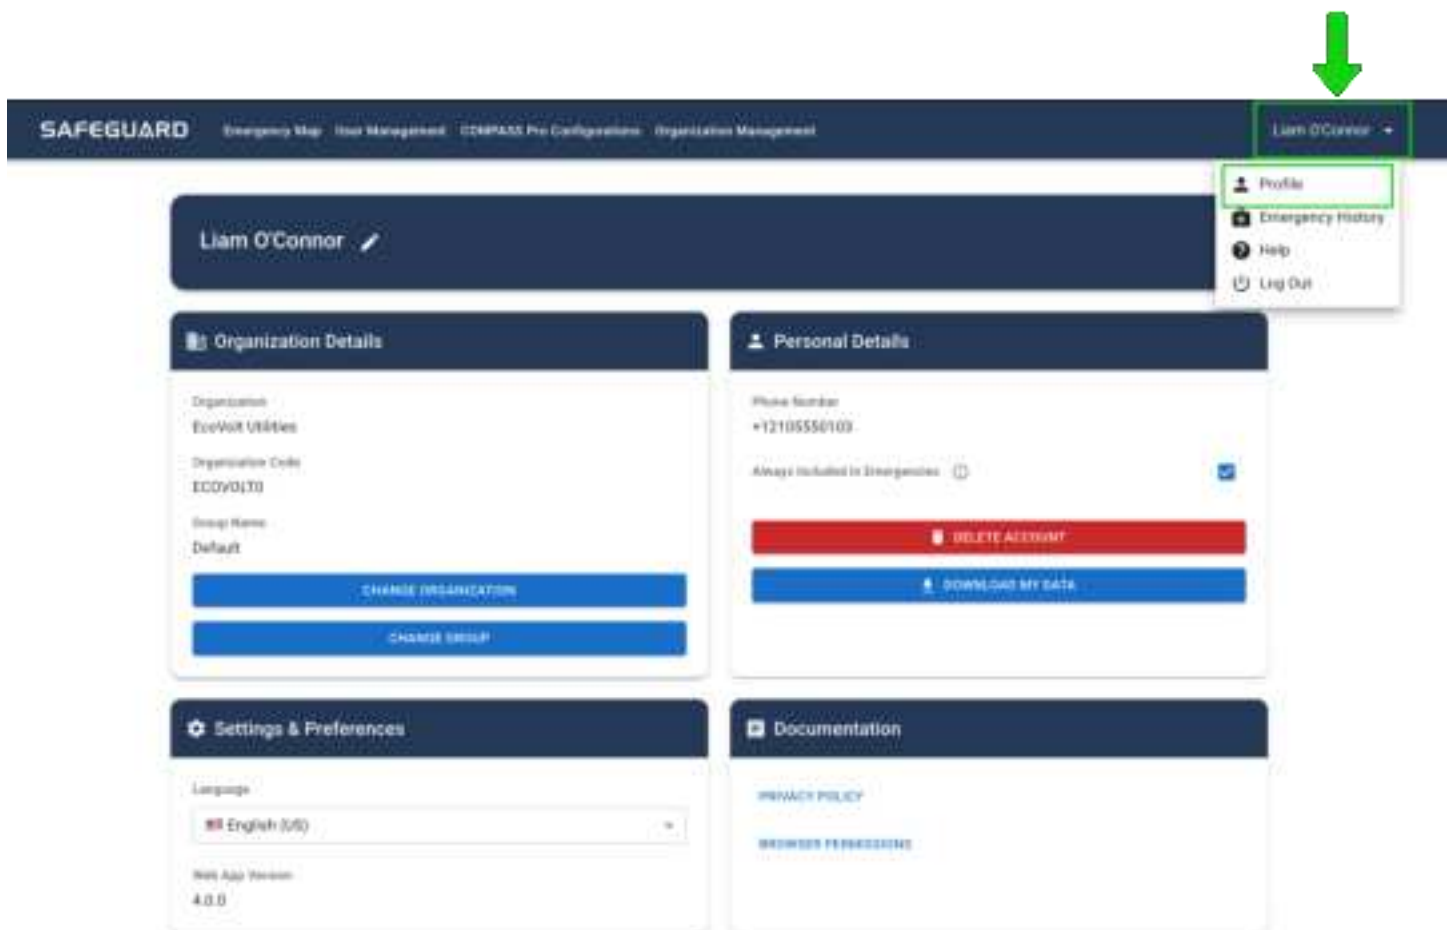 SAFEGUARD Emergency Map User Management COMPASS Pro Configurations Organization Management Liam O'Connor
Profile
Emergency History
Help
Log Out
Liam O'Connor
Organization Details
Organization
EcoVolt Utilities
Organization Code
ECOVOLT0
Group Name
Default
CHANGE ORGANIZATION
CHANGE GROUP
Personal Details
Phone Number
+12105550103
Always Included in Emergencies
DELETE ACCOUNT
DOWNLOAD MY DATA
Settings & Preferences
Language
English (US)
Web App Version
4.0.0
Documentation
PRIVACY POLICY
BROWSER PERMISSIONS